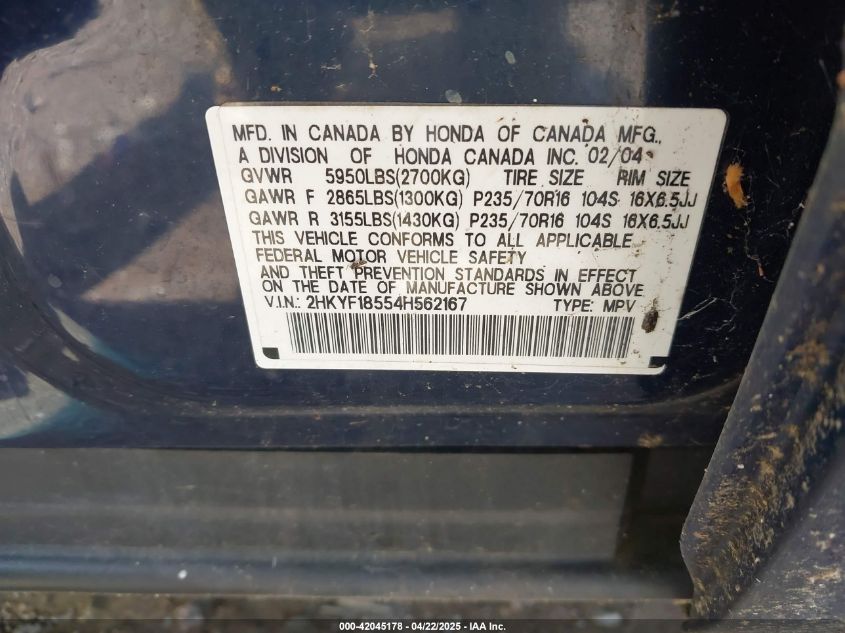 MFD. IN CANADA BY HONDA OF CANADA MFG.,
A DIVISION OF HONDA CANADA INC. 02/04
GVWR 5950LBS(2700KG) TIRE SIZE RIM SIZE
GAWR F 2865LBS(1300KG) P235/70R16 104S 16X6.5JJ
GAWR R 3155LBS(1430KG) P235/70R16 104S 16X6.5JJ
THIS VEHICLE CONFORMS TO ALL APPLICABLE
FEDERAL MOTOR VEHICLE SAFETY
AND THEFT PREVENTION STANDARDS IN EFFECT
ON THE DATE OF MANUFACTURE SHOWN ABOVE.
V.I.N.: 2HKYF18554H562167 TYPE: MPV
000-42045178 - 04/22/2025 - IAA Inc.